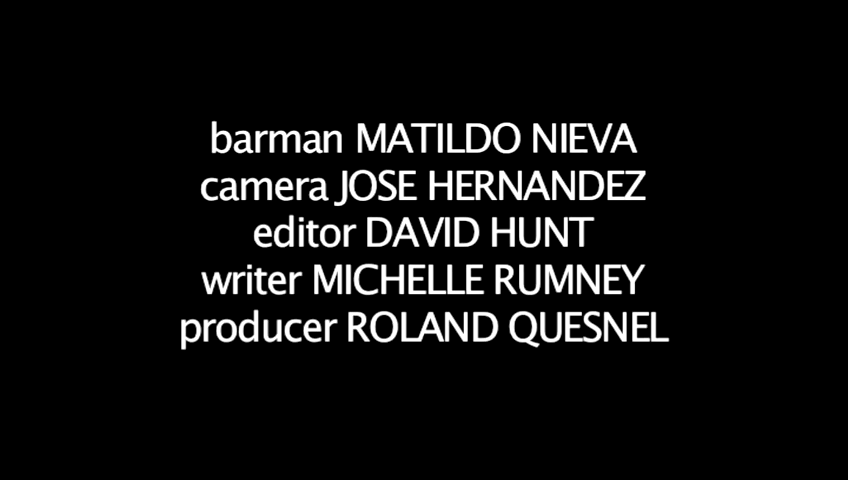 barman MATILDO NIEVA
camera JOSE HERNANDEZ
editor DAVID HUNT
writer MICHELLE RUMNEY
producer ROLAND QUESNEL